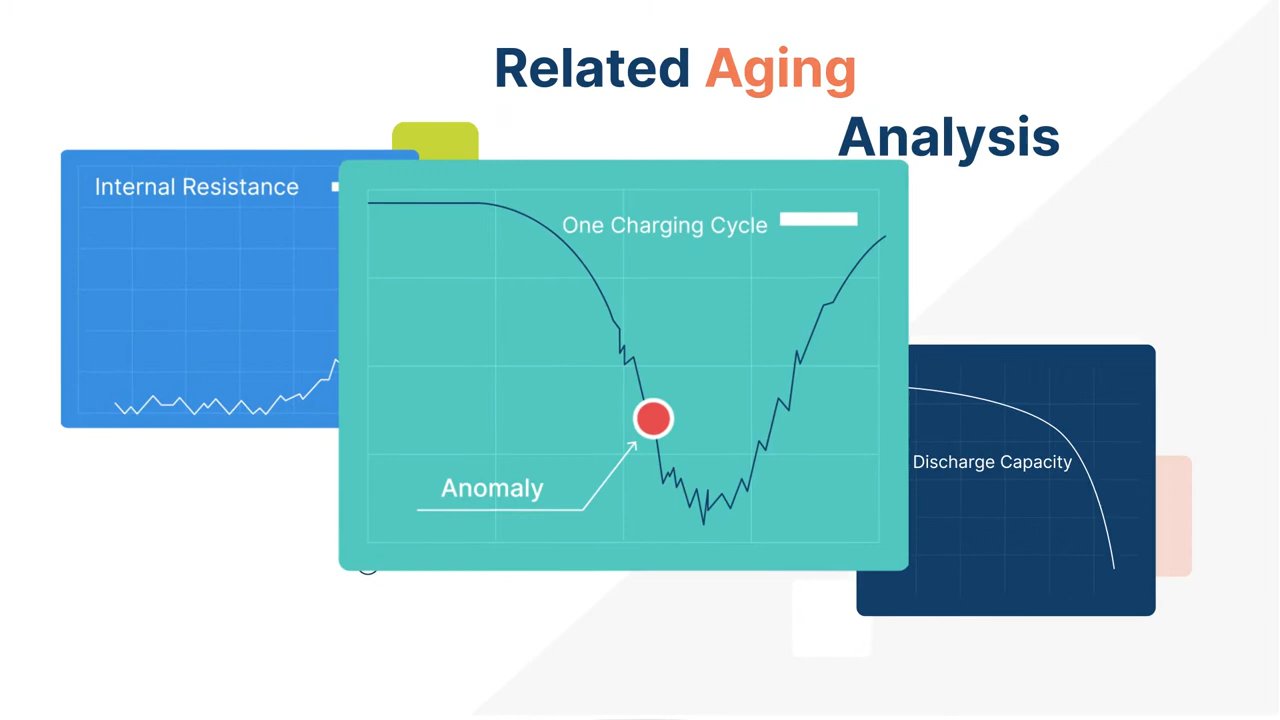 Related Aging
Analysis
Internal Resistance
One Charging Cycle
Anomaly
Discharge Capacity